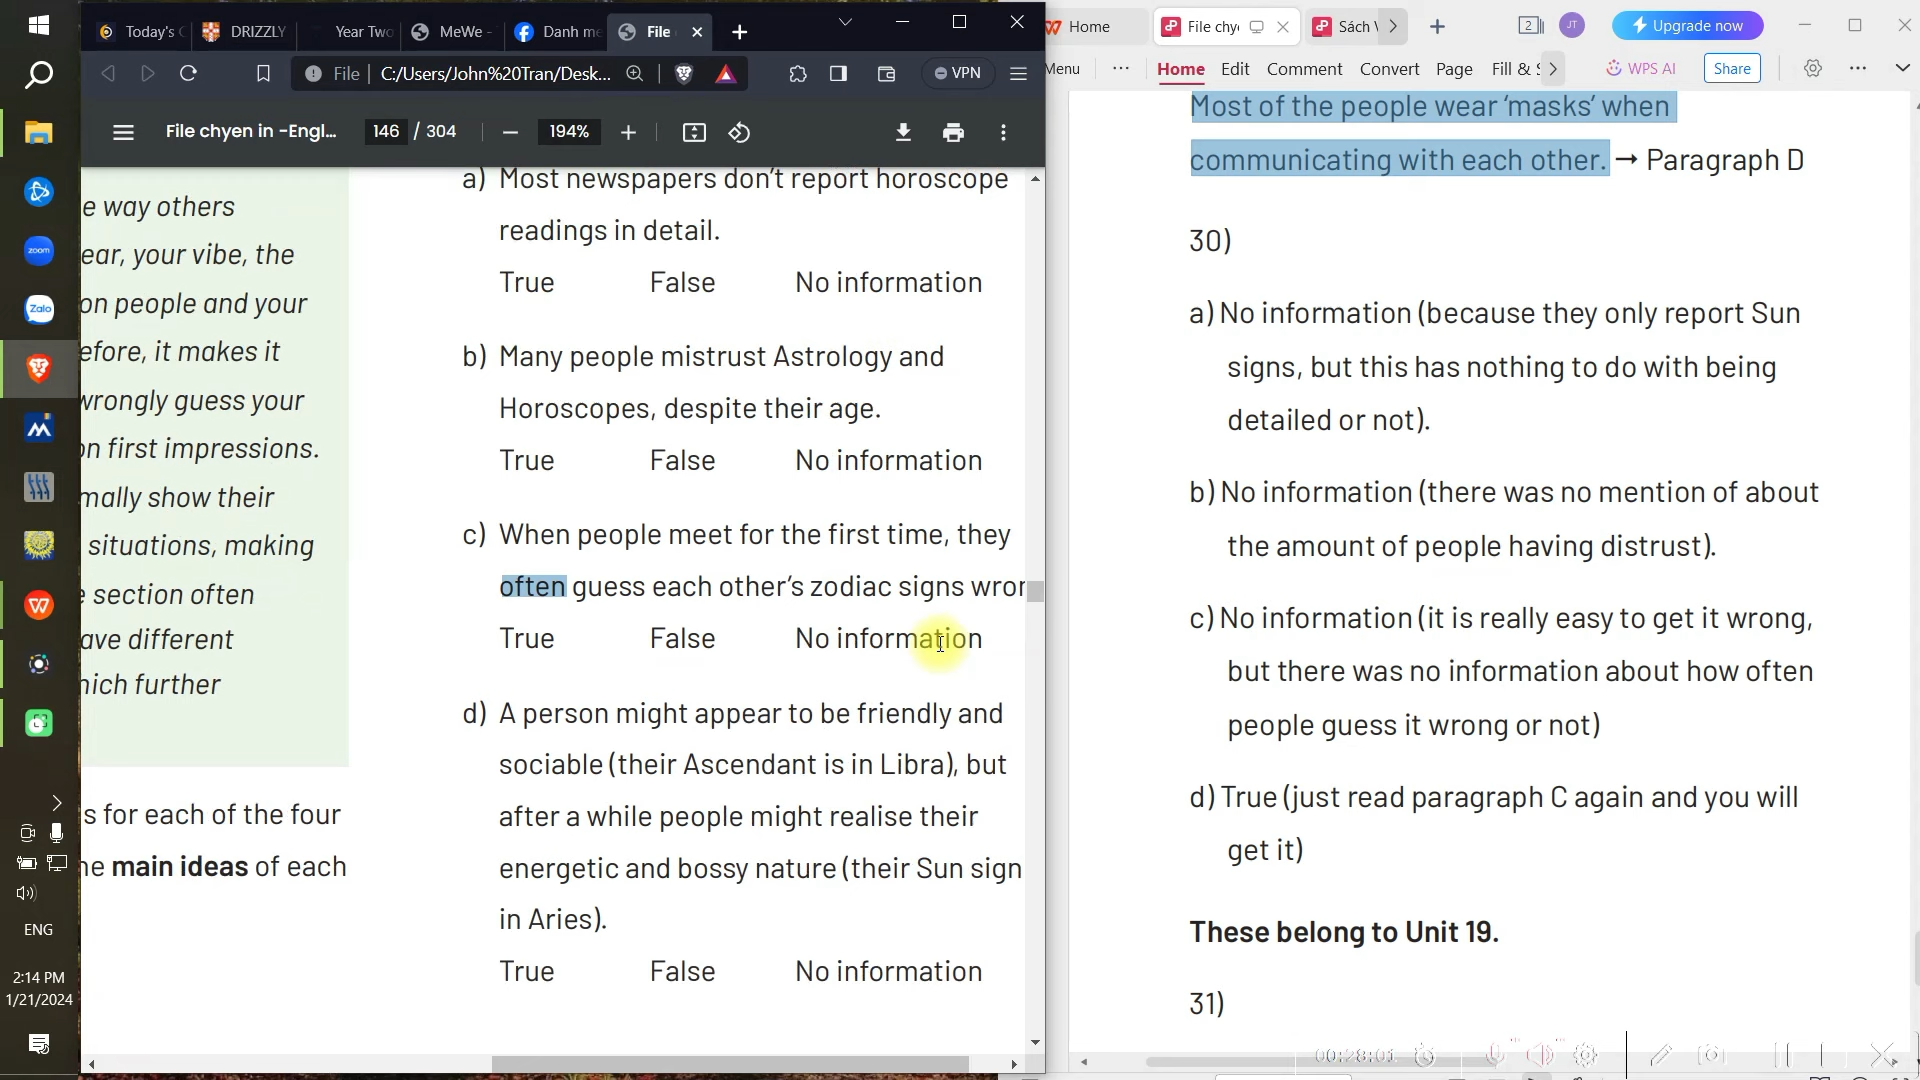 Today's
DRIZZLY
Year Two
MeWe -
Danh me
File
File
C:/Users/John%20Tran/Desk...
VPN
File chyen in -Engl...
146 / 304
194%
e way others
ear, your vibe, the
on people and your
efore, it makes it
wrongly guess your
on first impressions.
mally show their
situations, making
section often
ave different
hich further
s for each of the four
he main ideas of each
a) Most newspapers don't report horoscope
readings in detail.
True False No information
b) Many people mistrust Astrology and
Horoscopes, despite their age.
True False No information
c) When people meet for the first time, they
often guess each other's zodiac signs wron
True False No information
d) A person might appear to be friendly and
sociable (their Ascendant is in Libra), but
after a while people might realise their
energetic and bossy nature (their Sun sign
in Aries).
True False No information
Home
File chye
Sách V
2
JT
Upgrade now
Menu
Home Edit Comment Convert Page Fill & S
WPS AI
Share
Most of the people wear ‘masks’ when
communicating with each other. → Paragraph D
30)
a) No information (because they only report Sun
signs, but this has nothing to do with being
detailed or not).
b) No information (there was no mention of about
the amount of people having distrust).
c) No information (it is really easy to get it wrong,
but there was no information about how often
people guess it wrong or not)
d) True (just read paragraph C again and you will
get it)
These belong to Unit 19.
31)
00:28:01
zoom
Zalo
ENG
2:14 PM
1/21/2024